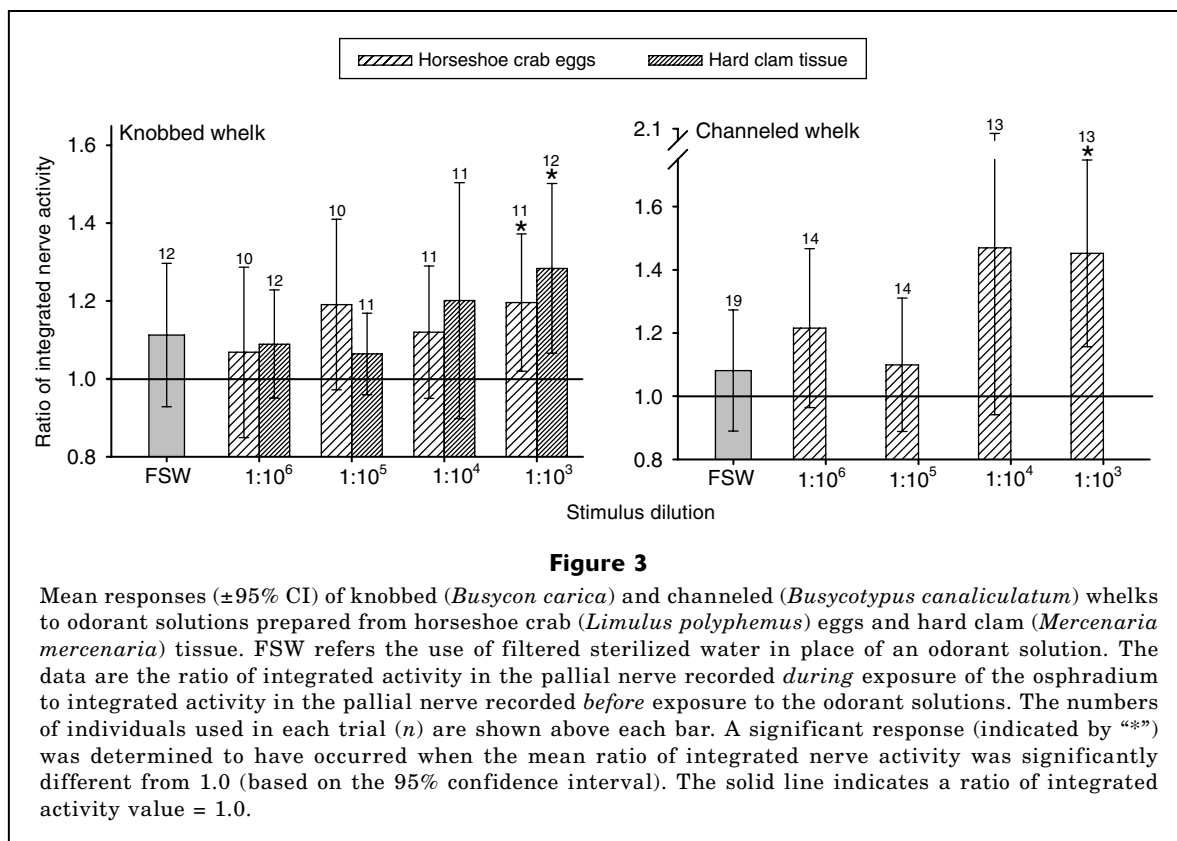 Horseshoe crab eggs Hard clam tissue
Knobbed whelk
Channeled whelk
Ratio of integrated nerve activity
1.6
1.4
1.2
1.0
0.8
12
10
12
10
11
11
11
11
*
12
*
FSW 1:10⁶ 1:10⁵ 1:10⁴ 1:10³
2.1
1.6
1.4
1.2
1.0
0.8
19
14
14
13
13
*
FSW 1:10⁶ 1:10⁵ 1:10⁴ 1:10³
Stimulus dilution
Figure 3
Mean responses (±95% CI) of knobbed (Busycon carica) and channeled (Busycotypus canaliculatum) whelks
to odorant solutions prepared from horseshoe crab (Limulus polyphemus) eggs and hard clam (Mercenaria
mercenaria) tissue. FSW refers the use of filtered sterilized water in place of an odorant solution. The
data are the ratio of integrated activity in the pallial nerve recorded during exposure of the osphradium
to integrated activity in the pallial nerve recorded before exposure to the odorant solutions. The numbers
of individuals used in each trial (n) are shown above each bar. A significant response (indicated by “*”)
was determined to have occurred when the mean ratio of integrated nerve activity was significantly
different from 1.0 (based on the 95% confidence interval). The solid line indicates a ratio of integrated
activity value = 1.0.